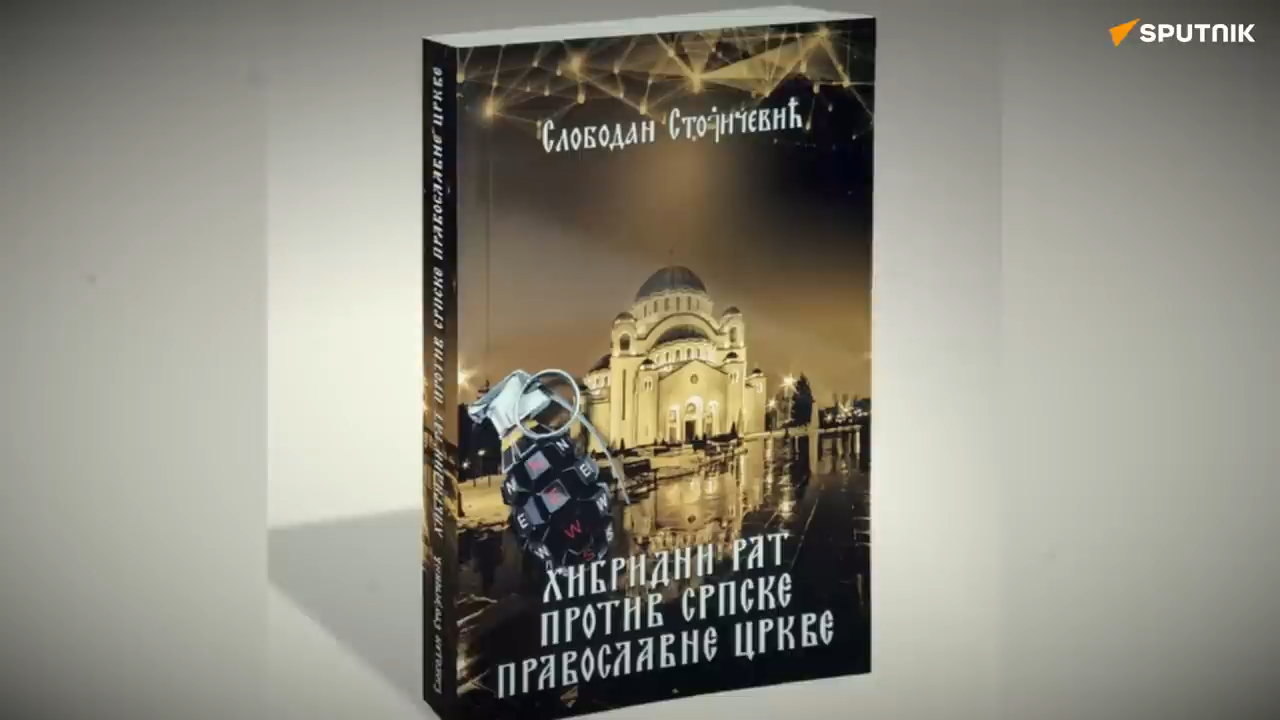 SPUTNIK
Слободан Стојичевић
ХИБРИДНИ РАТ
ПРОТИВ СРПСКЕ
ПРАВОСЛАВНЕ ЦРКВЕ
Слободан Стојичевић ХИБРИДНИ РАТ ПРОТИВ СРПСКЕ ПРАВОСЛАВНЕ ЦРКВЕ